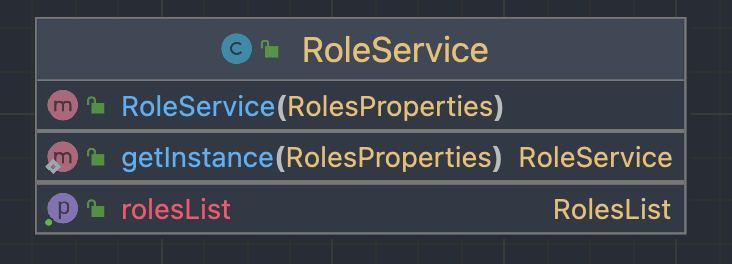 C RoleService
m RoleService(RolesProperties)
m getInstance(RolesProperties) RoleService
p rolesList RolesList